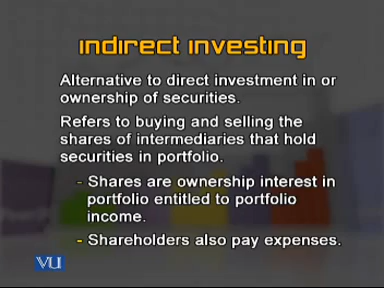 indirect investing
Alternative to direct investment in or
ownership of securities.
Refers to buying and selling the
shares of intermediaries that hold
securities in portfolio.
- Shares are ownership interest in
portfolio entitled to portfolio
income.
- Shareholders also pay expenses.
VU